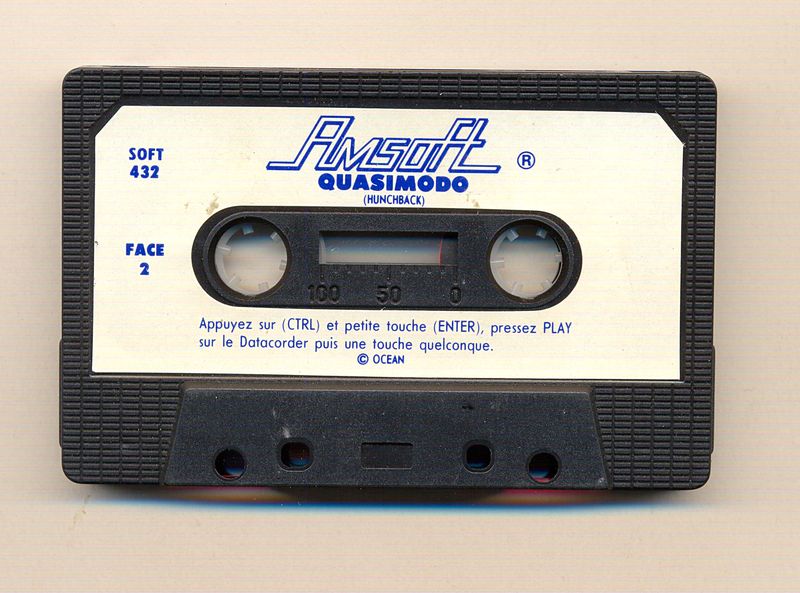 Amsoft ®
QUASIMODO
(HUNCHBACK)
SOFT
432
FACE
2
100 50 0
Appuyez sur (CTRL) et petite touche (ENTER), pressez PLAY
sur le Datacorder puis une touche quelconque.
© OCEAN